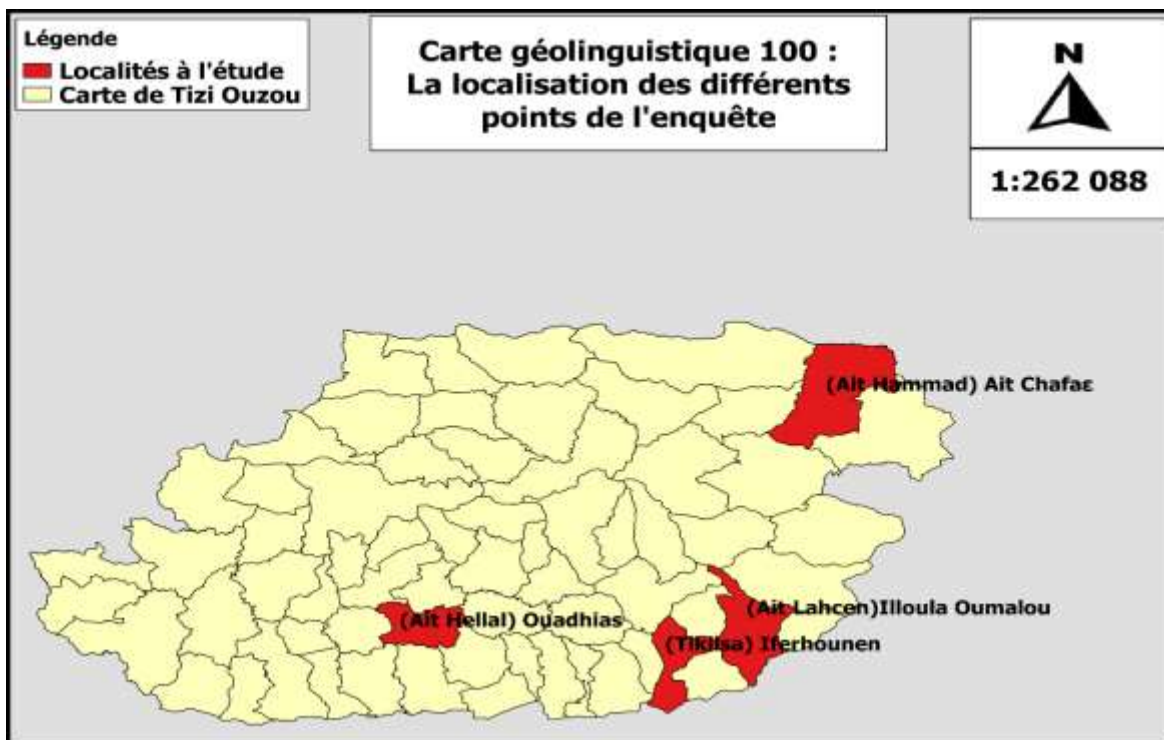 Légende
Localités à l'étude
Carte de Tizi Ouzou
Carte géolinguistique 100 :
La localisation des différents
points de l'enquête
N
1:262 088
(Ait Hammad) Ait Chafaɛ
(Ait Lahcen)Illoula Oumalou
(Ait Hellal) Ouadhias
(Tikilsa) Iferhounen